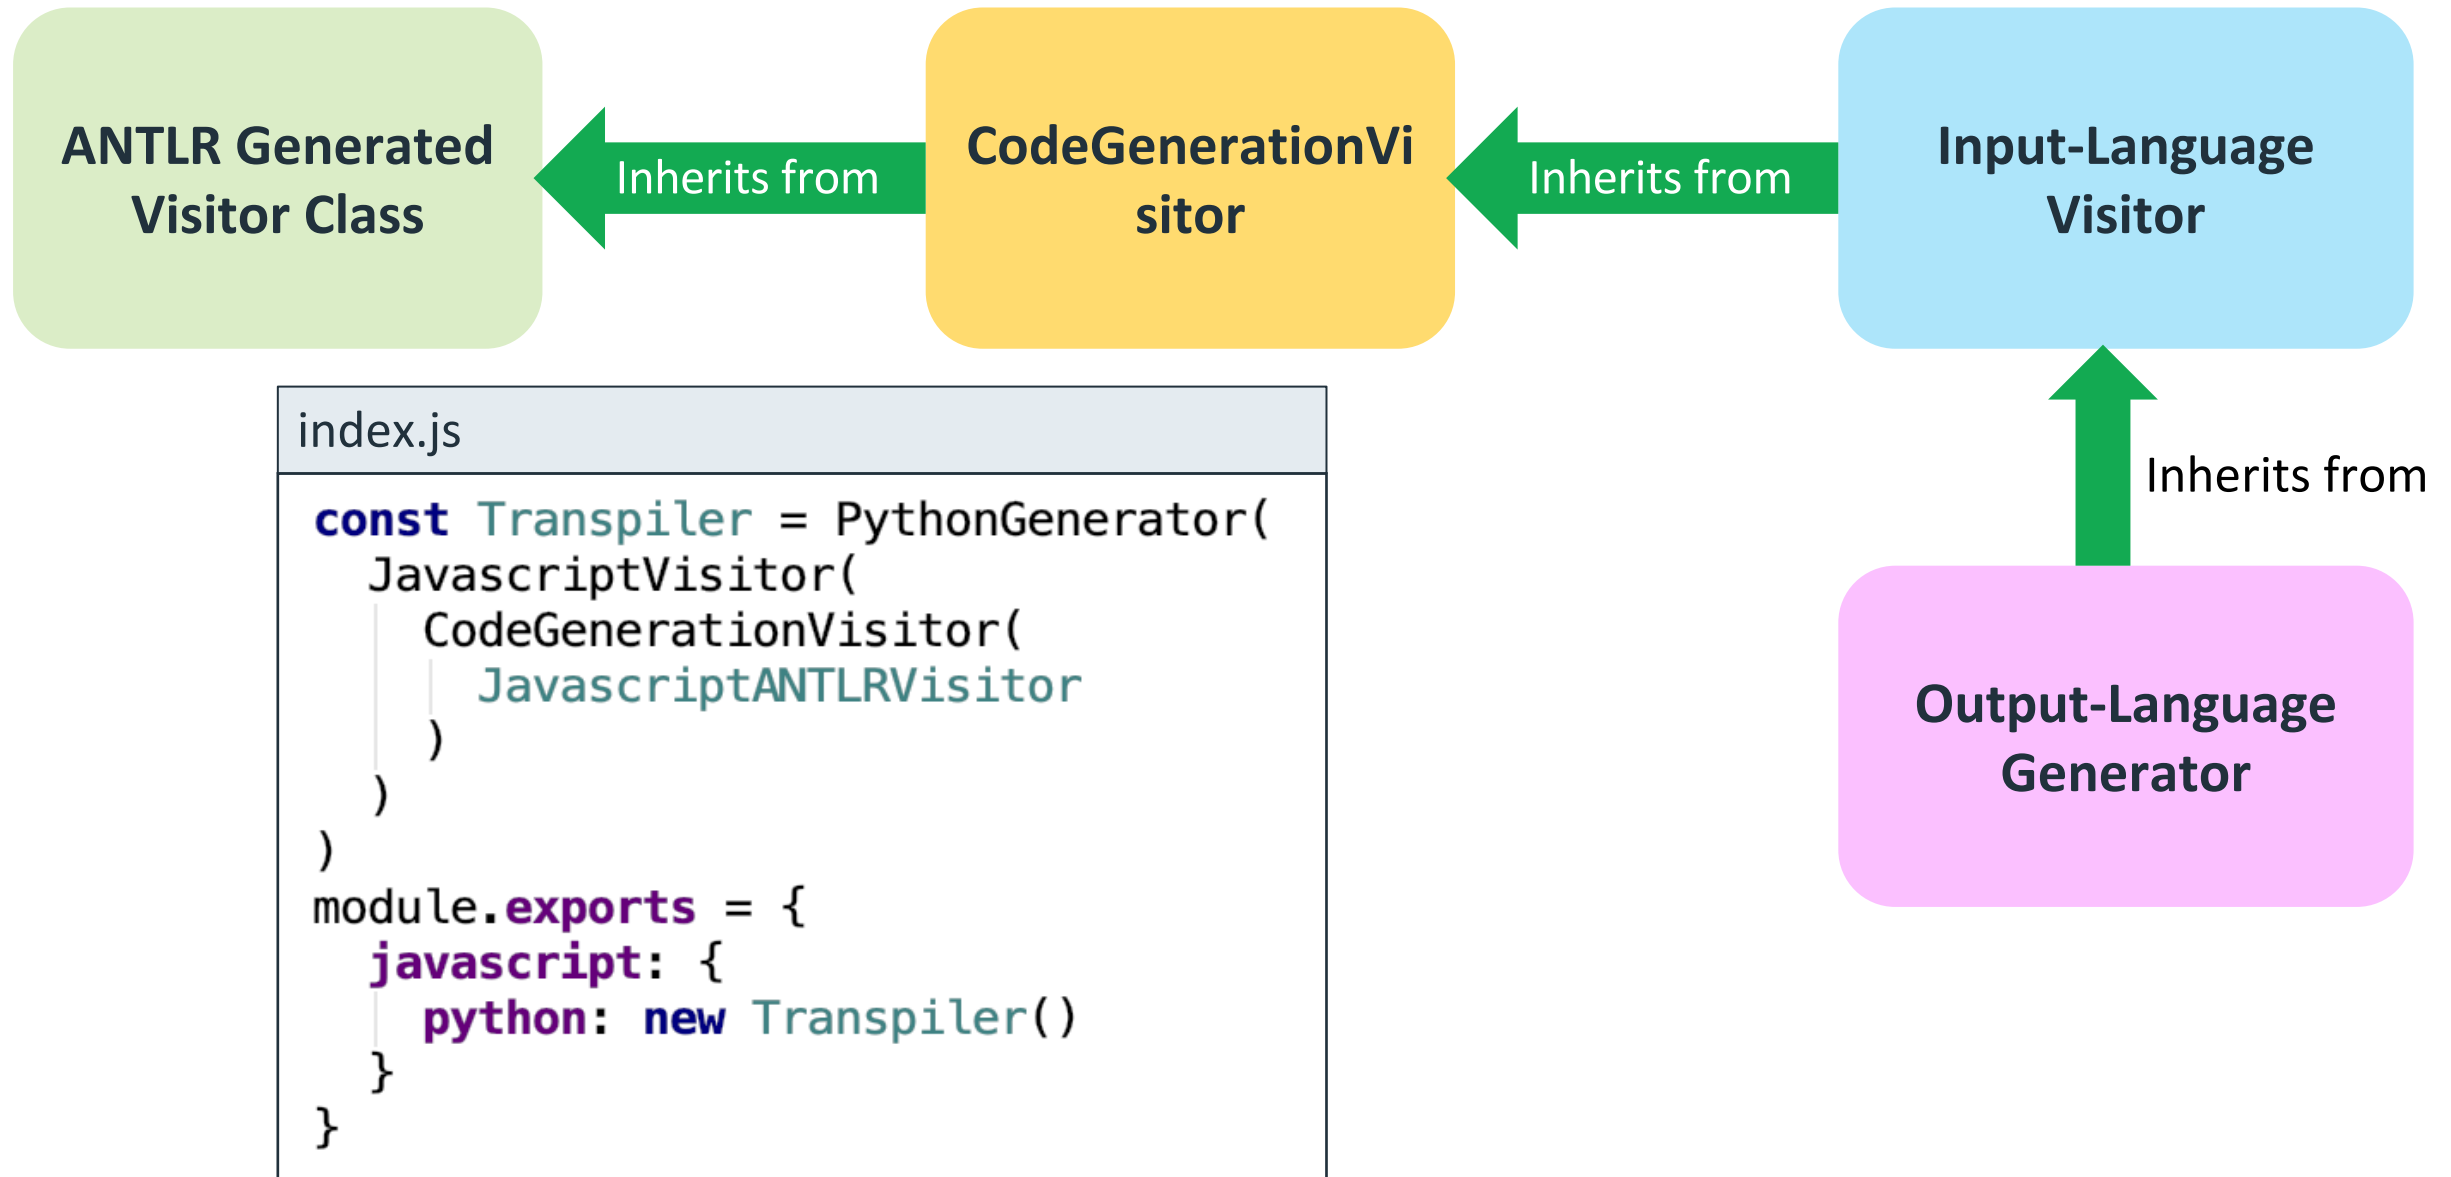 ANTLR Generated
Visitor Class
Inherits from
CodeGenerationVi
sitor
Inherits from
Input-Language
Visitor
Inherits from
Output-Language
Generator
index.js
const Transpiler = PythonGenerator(
  JavascriptVisitor(
    CodeGenerationVisitor(
      JavascriptANTLRVisitor
    )
  )
)
module.exports = {
  javascript: {
    python: new Transpiler()
  }
}